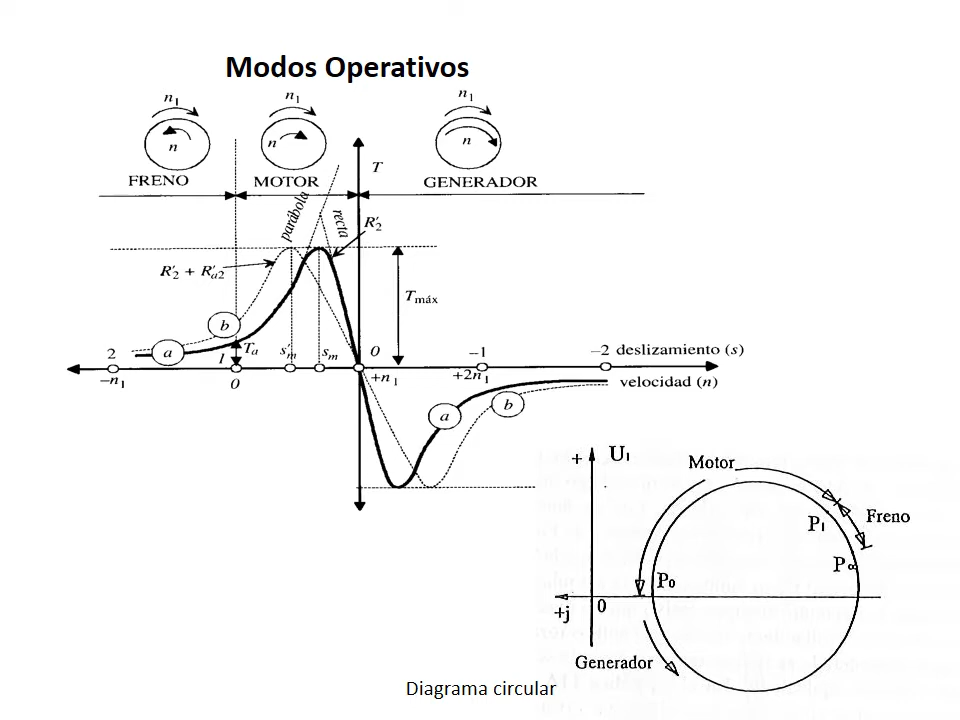 Modos Operativos
n₁ n₁ n₁
n n n
T
FRENO MOTOR GENERADOR
parábola
recta
R'₂
R'₂ + R'a2
Tmáx
b
a
Ta
2 1 s'm sm 0 −1 −2 deslizamiento (s)
−n₁ 0 +n₁ +2n₁ velocidad (n)
a b
+ U₁
Motor
Freno
P₁
P∝
P₀
+j 0
Generador
Diagrama circular